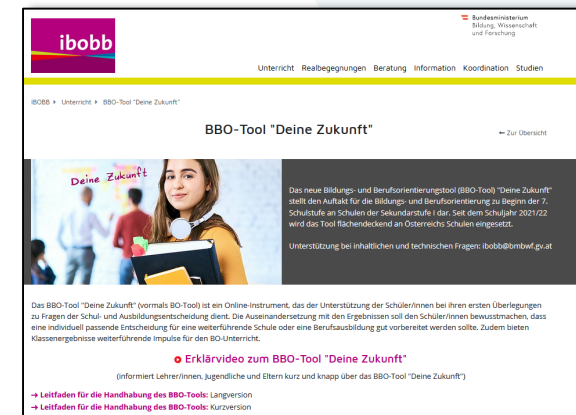 ibobb
Bundesministerium
Bildung, Wissenschaft
und Forschung
Unterricht Realbegegnungen Beratung Information Koordination Studien
IBOBB ▸ Unterricht ▸ BBO-Tool "Deine Zukunft"
BBO-Tool "Deine Zukunft"
← Zur Übersicht
Deine Zukunft
Das neue Bildungs- und Berufsorientierungstool (BBO-Tool) "Deine Zukunft"
stellt den Auftakt für die Bildungs- und Berufsorientierung zu Beginn der 7.
Schulstufe an Schulen der Sekundarstufe I dar. Seit dem Schuljahr 2021/22
wird das Tool flächendeckend an Österreichs Schulen eingesetzt.
Unterstützung bei inhaltlichen und technischen Fragen: ibobb@bmbwf.gv.at
Das BBO-Tool "Deine Zukunft" (vormals BO-Tool) ist ein Online-Instrument, das der Unterstützung der Schüler/innen bei ihren ersten Überlegungen
zu Fragen der Schul- und Ausbildungsentscheidung dient. Die Auseinandersetzung mit den Ergebnissen soll den Schüler/innen bewusstmachen, dass
eine individuell passende Entscheidung für eine weiterführende Schule oder eine Berufsausbildung gut vorbereitet werden sollte. Zudem bieten
Klassenergebnisse weiterführende Impulse für den BO-Unterricht.
Erklärvideo zum BBO-Tool "Deine Zukunft"
(informiert Lehrer/innen, Jugendliche und Eltern kurz und knapp über das BBO-Tool "Deine Zukunft")
→ Leitfaden für die Handhabung des BBO-Tools: Langversion
→ Leitfaden für die Handhabung des BBO-Tools: Kurzversion